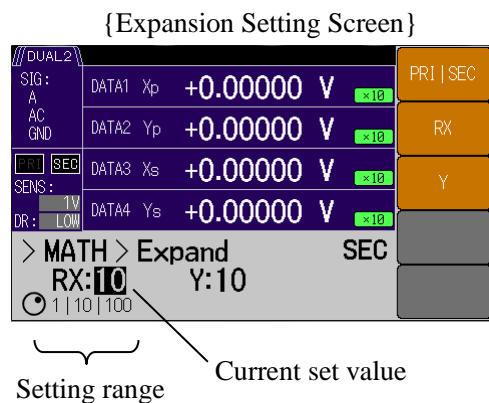 {Expansion Setting Screen}
DUAL2
SIG:
A
AC
GND
PRI SEC
SENS:
1V
DR: LOW
DATA1 Xp +0.00000 V ×10
DATA2 Yp +0.00000 V ×10
DATA3 Xs +0.00000 V ×10
DATA4 Ys +0.00000 V ×10
PRI|SEC
RX
Y
> MATH > Expand SEC
RX:10 Y:10
1|10|100
Setting range
Current set value